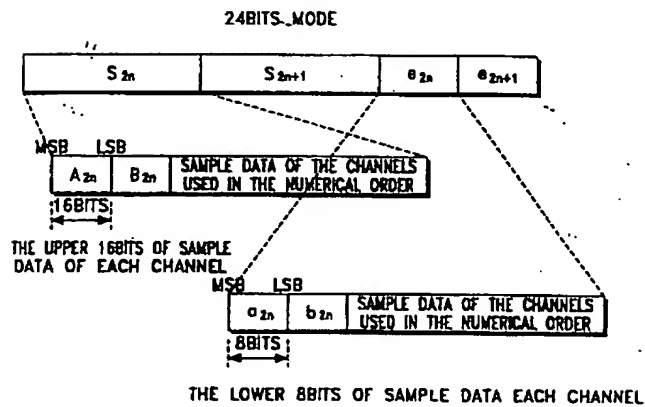 24BITS_MODE
S2n S2n+1 e2n e2n+1
MSB LSB
A2n B2n SAMPLE DATA OF THE CHANNELS
USED IN THE NUMERICAL ORDER
16BITS
THE UPPER 16BITS OF SAMPLE
DATA OF EACH CHANNEL
MSB LSB
a2n b2n SAMPLE DATA OF THE CHANNELS
USED IN THE NUMERICAL ORDER
8BITS
THE LOWER 8BITS OF SAMPLE DATA EACH CHANNEL